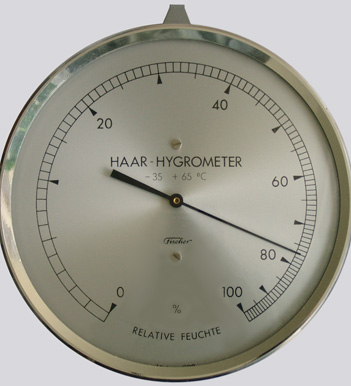 20
40
60
80
100
0
HAAR-HYGROMETER
-35 +65 °C
Fischer
%
RELATIVE FEUCHTE